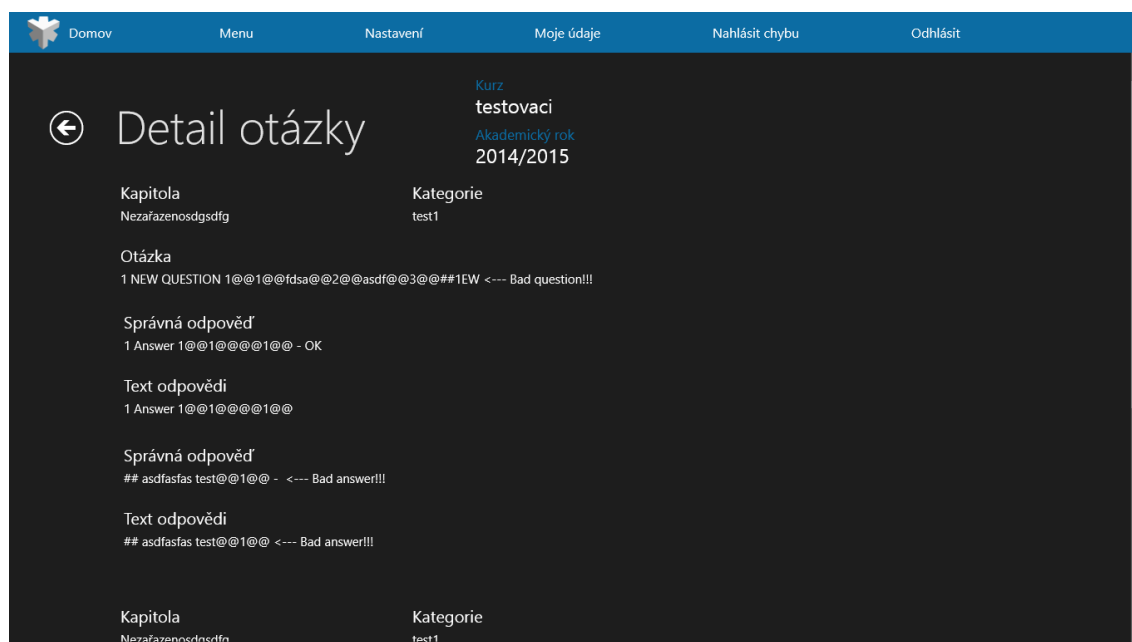 Domov Menu Nastavení Moje údaje Nahlásit chybu Odhlásit
Kurz
testovaci
Detail otázky
Akademický rok
2014/2015
Kapitola Kategorie
Nezařazenosdgsdfg test1
Otázka
1 NEW QUESTION 1@@1@@fdsa@@2@@asdf@@3@@##1EW <--- Bad question!!!
Správná odpověď
1 Answer 1@@1@@@@1@@ - OK
Text odpovědi
1 Answer 1@@1@@@@1@@
Správná odpověď
## asdfasfas test@@1@@ -  <--- Bad answer!!!
Text odpovědi
## asdfasfas test@@1@@ <--- Bad answer!!!
Kapitola Kategorie
Nezařazenosdgsdfg test1